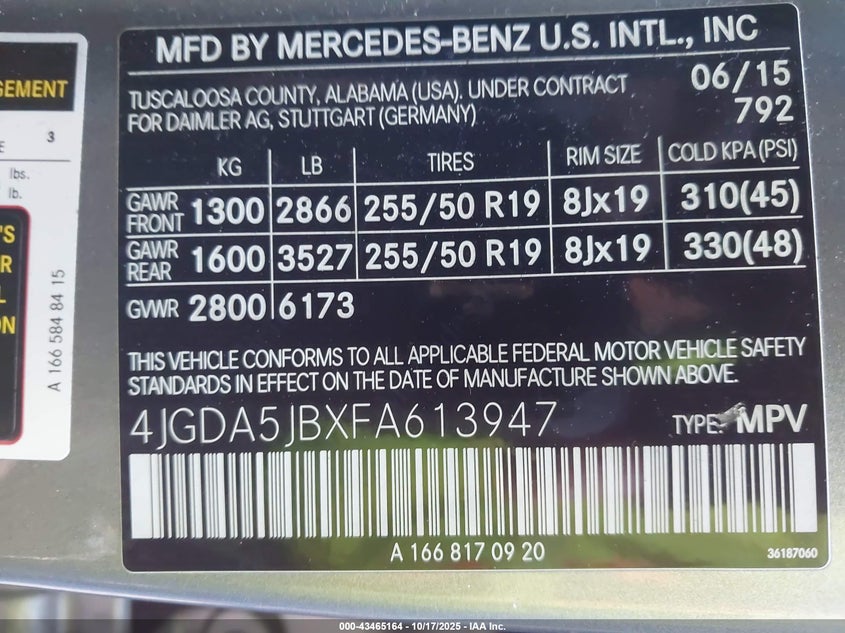 GEMENT
3
E
lbs.
lb.
'S
R
L
ON
A 166 584 84 15
MFD BY MERCEDES-BENZ U.S. INTL., INC
TUSCALOOSA COUNTY, ALABAMA (USA). UNDER CONTRACT
FOR DAIMLER AG, STUTTGART (GERMANY)
06/15
792
KG LB TIRES RIM SIZE COLD KPA (PSI)
GAWR FRONT 1300 2866 255/50 R19 8Jx19 310(45)
GAWR REAR 1600 3527 255/50 R19 8Jx19 330(48)
GVWR 2800 6173
THIS VEHICLE CONFORMS TO ALL APPLICABLE FEDERAL MOTOR VEHICLE SAFETY
STANDARDS IN EFFECT ON THE DATE OF MANUFACTURE SHOWN ABOVE.
4JGDA5JBXFA613947 TYPE: MPV
A 166 817 09 20
36187060
000-43465164 - 10/17/2025 - IAA Inc.